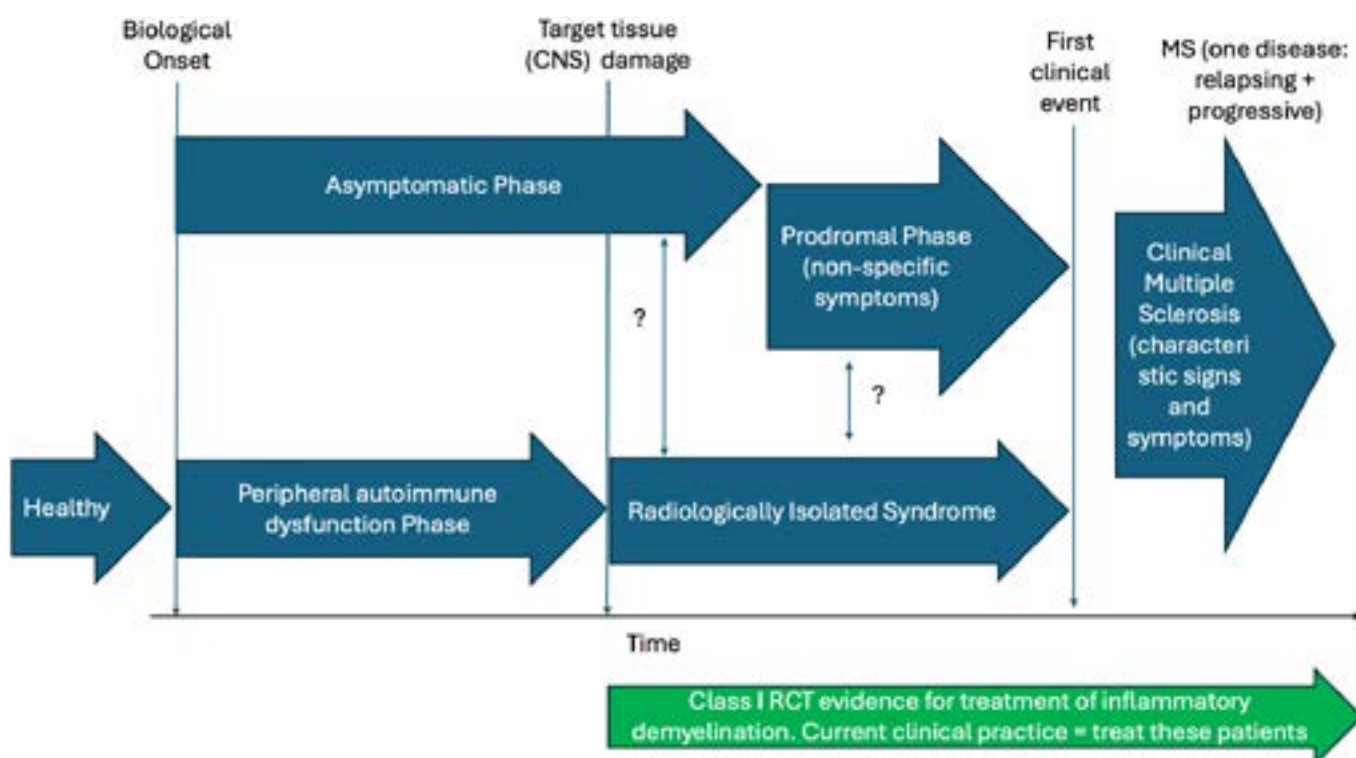 Biological
Onset
Target tissue
(CNS) damage
First
clinical
event
MS (one disease:
relapsing +
progressive)
Asymptomatic Phase
Prodromal Phase
(non-specific
symptoms)
Clinical
Multiple
Sclerosis
(characteri
stic signs
and
symptoms)
?
?
Healthy
Peripheral autoimmune
dysfunction Phase
Radiologically Isolated Syndrome
Time
Class I RCT evidence for treatment of inflammatory
demyelination. Current clinical practice = treat these patients